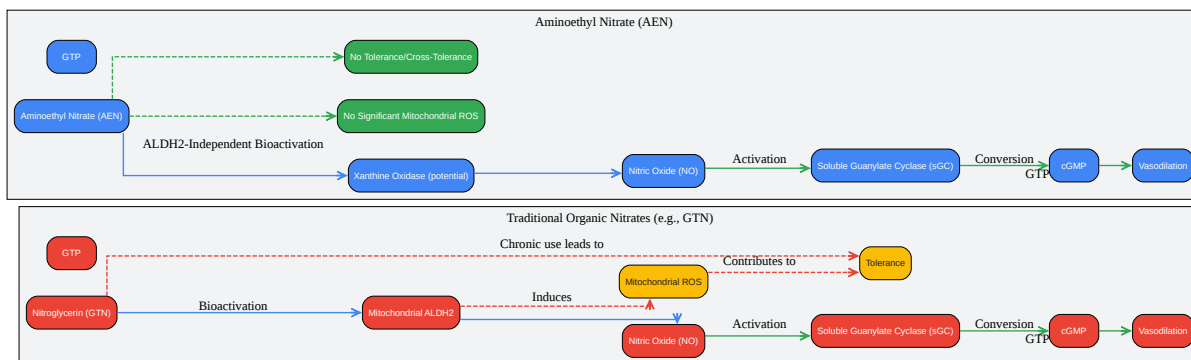 Aminoethyl Nitrate (AEN)
GTP
No Tolerance/Cross-Tolerance
Aminoethyl Nitrate (AEN)
No Significant Mitochondrial ROS
ALDH2-Independent Bioactivation
Xanthine Oxidase (potential)
Nitric Oxide (NO)
Activation
Soluble Guanylate Cyclase (sGC)
Conversion
GTP
cGMP
Vasodilation
Traditional Organic Nitrates (e.g., GTN)
GTP
Chronic use leads to
Tolerance
Contributes to
Mitochondrial ROS
Nitroglycerin (GTN)
Bioactivation
Mitochondrial ALDH2
Induces
Nitric Oxide (NO)
Activation
Soluble Guanylate Cyclase (sGC)
Conversion
GTP
cGMP
Vasodilation